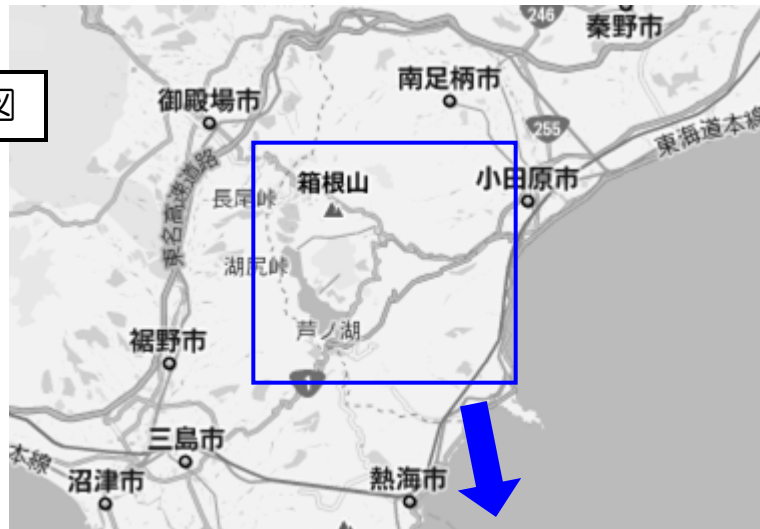 246
秦野市
南足柄市
図
御殿場市
255
東海道本線
東名高速道路
長尾峠
箱根山
小田原市
湖尻峠
芦ノ湖
裾野市
1
三島市
本線
沼津市
熱海市